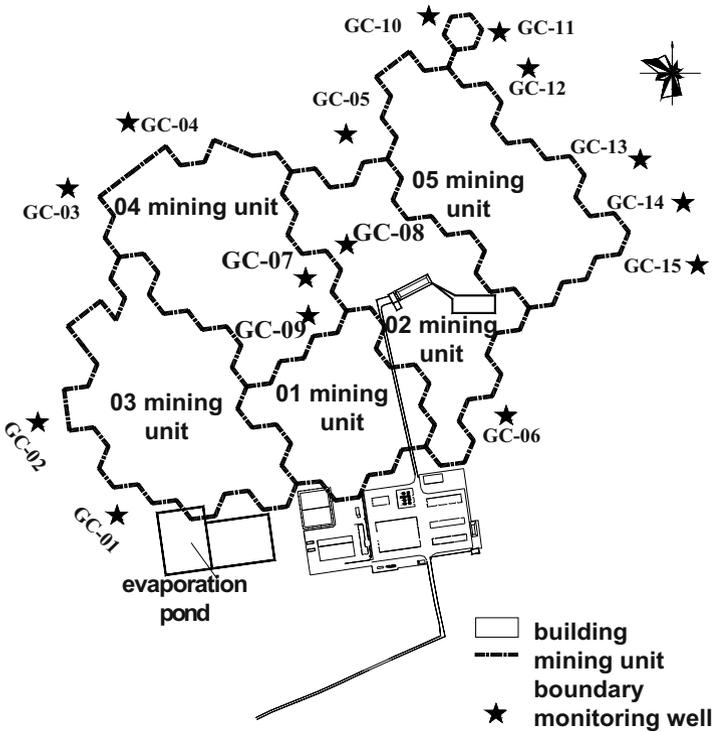 GC-10
GC-11
GC-12
GC-05
GC-04
GC-13
GC-03
04 mining unit
05 mining
unit
GC-14
GC-08
GC-07
GC-15
GC-09
02 mining
unit
03 mining
unit
01 mining
unit
GC-02
GC-06
GC-01
evaporation
pond
building
mining unit
boundary
monitoring well